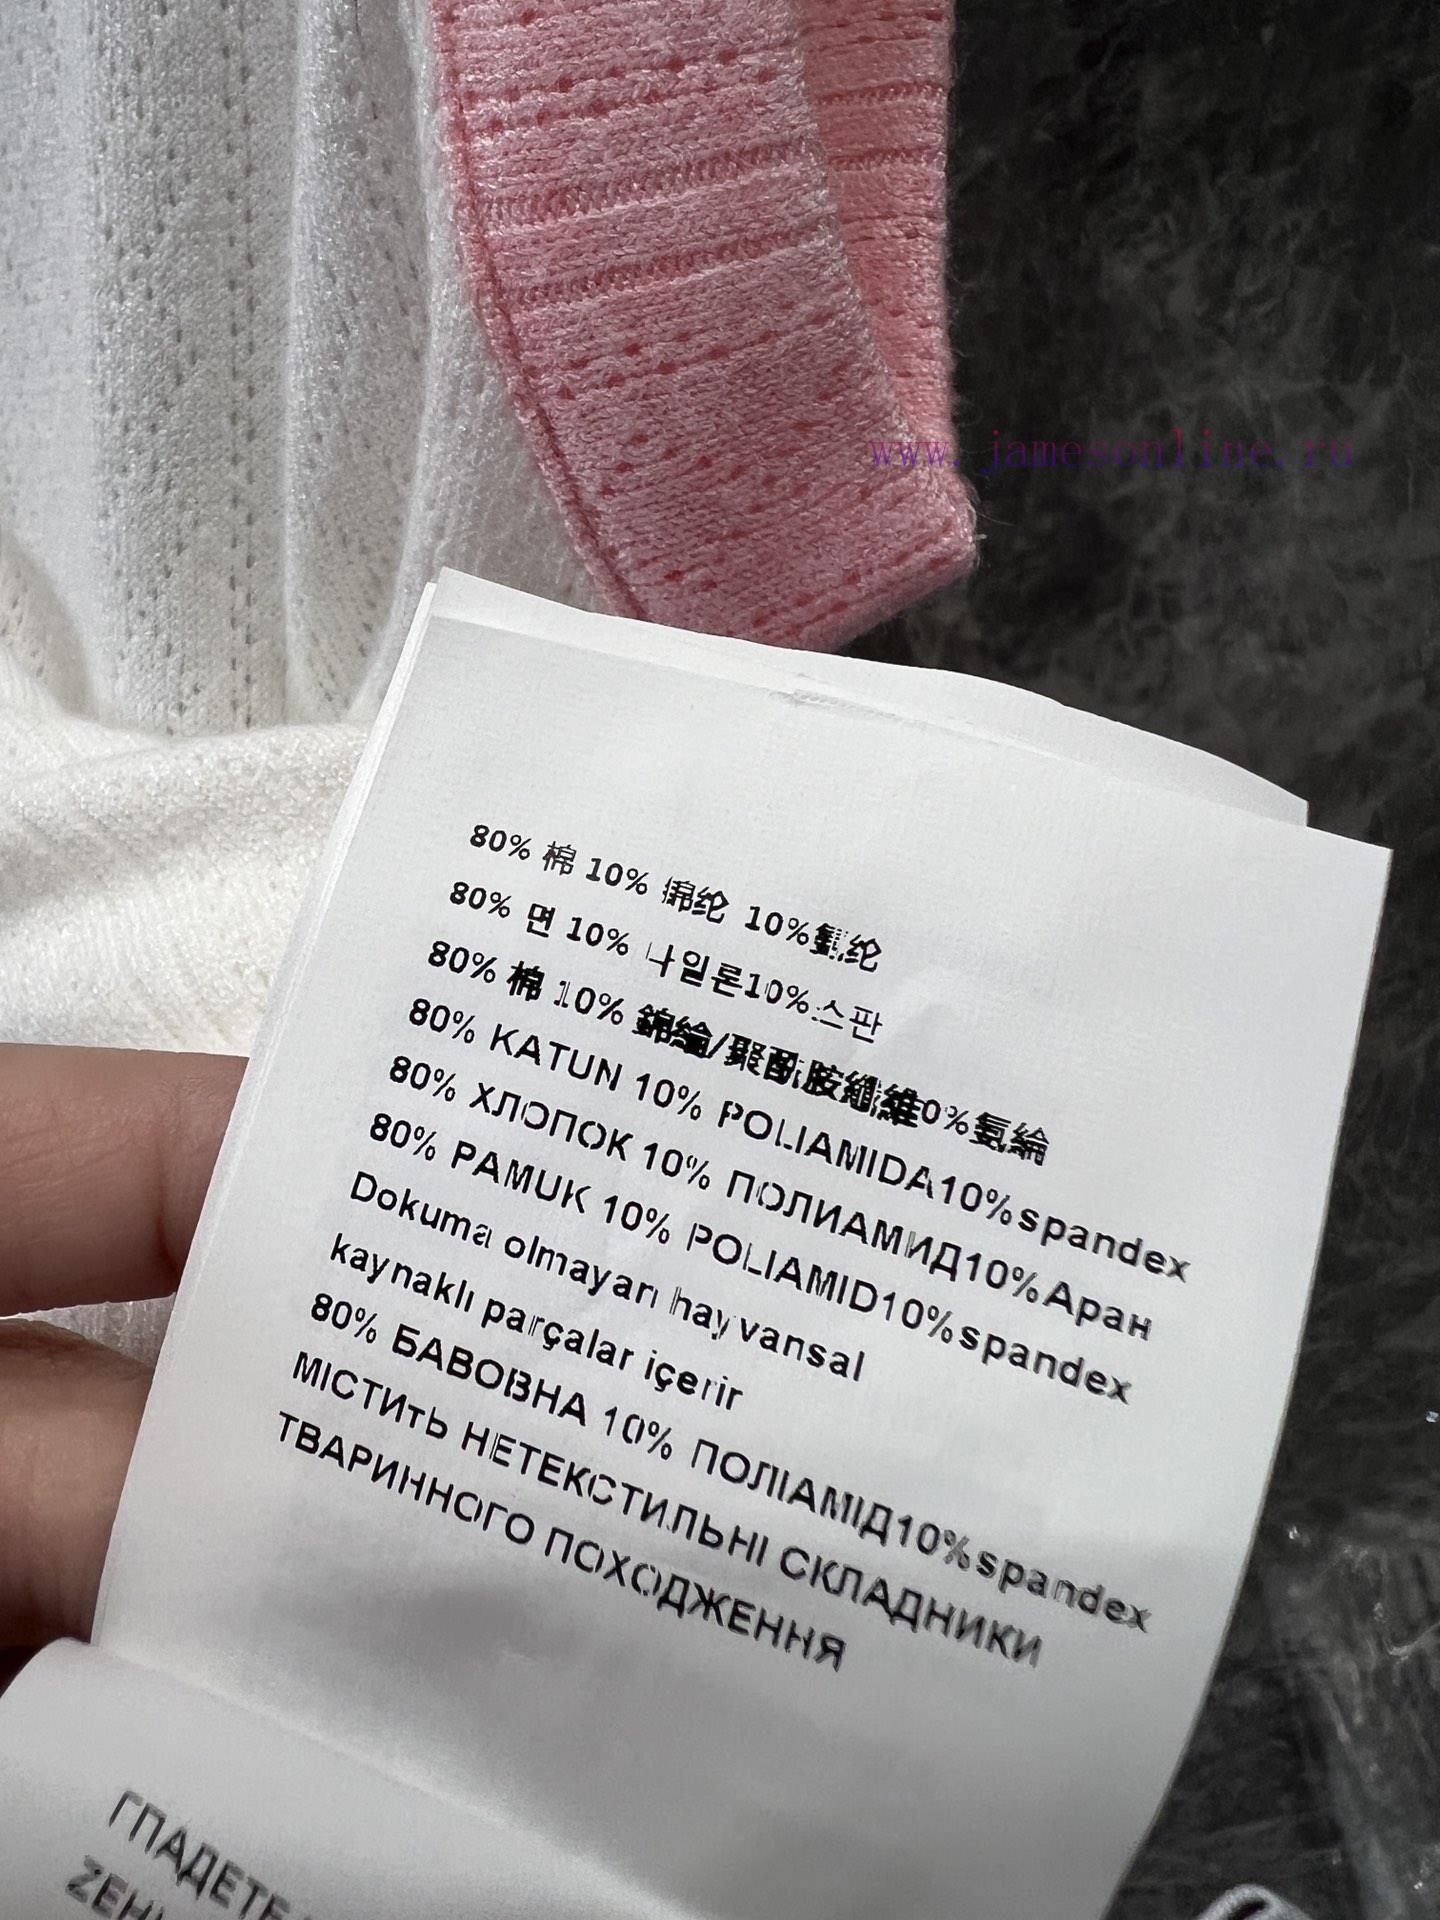 www.jamesonline.ru
80% 棉 10% 锦纶 10%氨纶
80% 면 10% 나일론10%스판
80% 棉 10% 錦綸/聚酰胺纖維0%氨綸
80% KATUN 10% POLIAMIDA10%spandex
80% ХЛОПОК 10% ПОЛИАМИД10%Аран
80% PAMUK 10% POLIAMID10%spandex
Dokuma olmayan hayvansal
kaynaklı parçalar içerir
80% БАВОВНА 10% ПОЛІАМІД10%spandex
МІСТИТЬ НЕТЕКСТИЛЬНІ СКЛАДНИКИ
ТВАРИННОГО ПОХОДЖЕННЯ